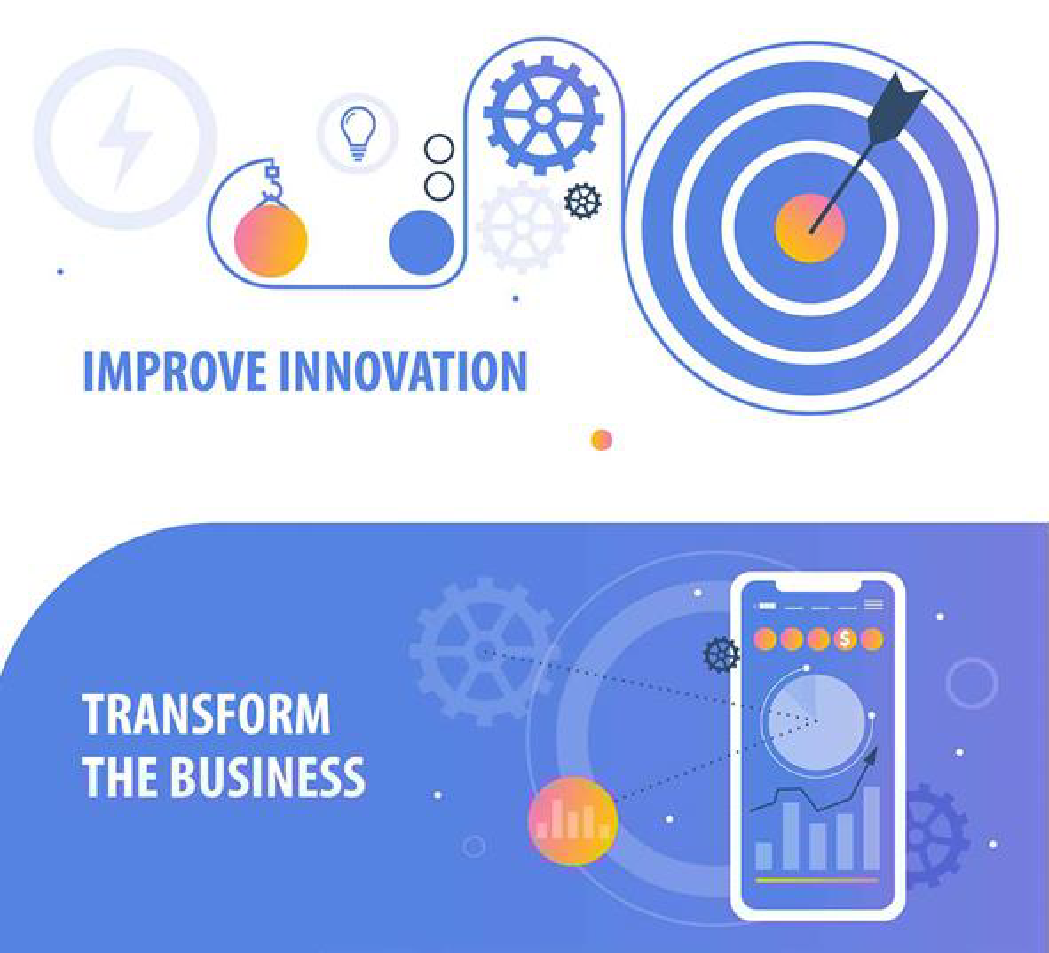 IMPROVE INNOVATION
$
TRANSFORM
THE BUSINESS